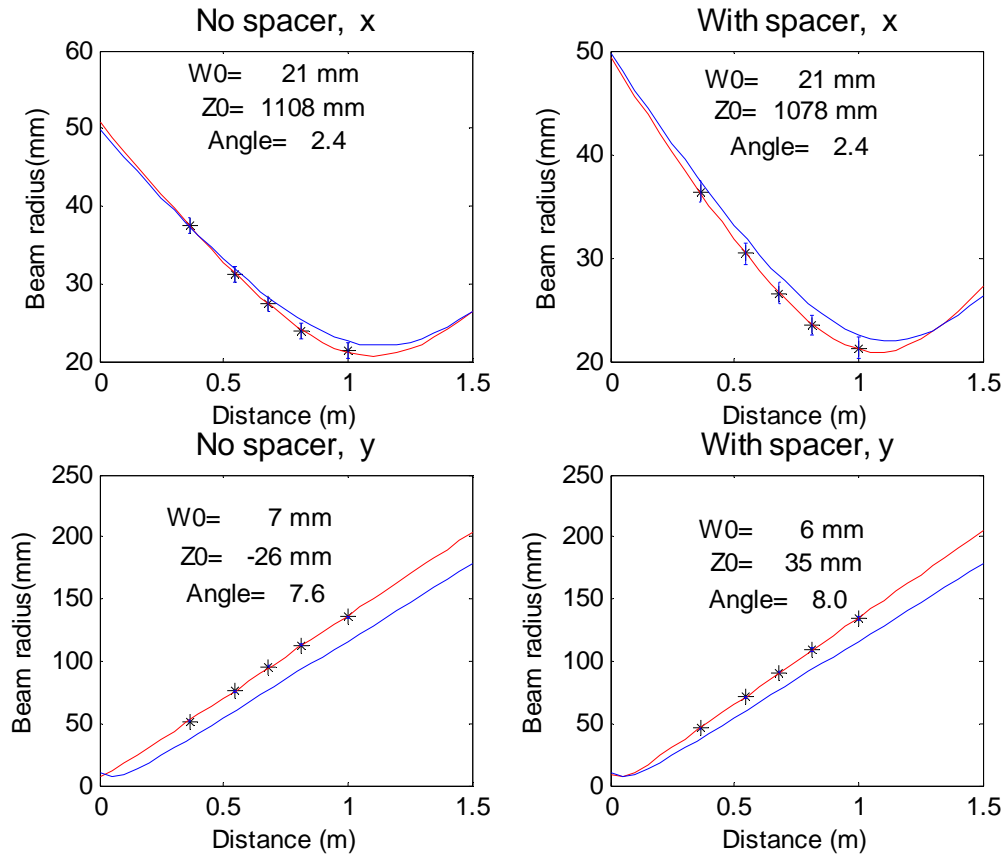 No spacer, x
60
50
40
30
20
Beam radius(mm)
W0= 21 mm
Z0= 1108 mm
Angle= 2.4
0 0.5 1 1.5
Distance (m)
With spacer, x
50
40
30
20
Beam radius(mm)
W0= 21 mm
Z0= 1078 mm
Angle= 2.4
0 0.5 1 1.5
Distance (m)
No spacer, y
250
200
150
100
50
0
Beam radius(mm)
W0= 7 mm
Z0= -26 mm
Angle= 7.6
0 0.5 1 1.5
Distance (m)
With spacer, y
250
200
150
100
50
0
Beam radius(mm)
W0= 6 mm
Z0= 35 mm
Angle= 8.0
0 0.5 1 1.5
Distance (m)